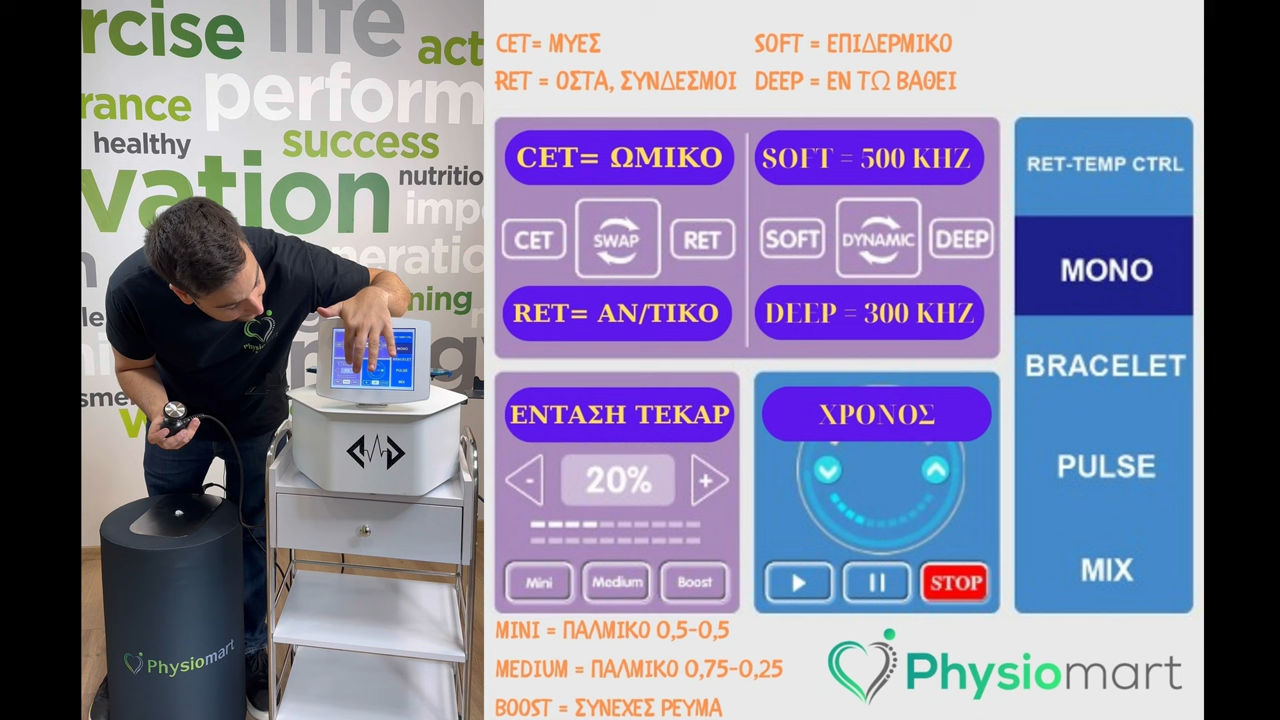 rcise life act
rance perform
healthy success
vation nutritio
impo
eneratio
ning
Physio
Physiomart
CET= ΜΥΕΣ
RET = ΟΣΤΑ, ΣΥΝΔΕΣΜΟΙ
SOFT = ΕΠΙΔΕΡΜΙΚΟ
DEEP = ΕΝ ΤΩ ΒΑΘΕΙ
CET= ΩΜΙΚΟ
CET SWAP RET
RET= ΑΝ/ΤΙΚΟ
SOFT = 500 KHZ
SOFT DYNAMIC DEEP
DEEP = 300 KHZ
ΕΝΤΑΣΗ ΤΕΚΑΡ
- 20% +
Mini Medium Boost
ΧΡΟΝΟΣ
STOP
RET-TEMP CTRL
MONO
BRACELET
PULSE
MIX
MINI = ΠΑΛΜΙΚΟ 0,5-0,5
MEDIUM = ΠΑΛΜΙΚΟ 0,75-0,25
BOOST = ΣΥΝΕΧΕΣ ΡΕΥΜΑ
Physiomart